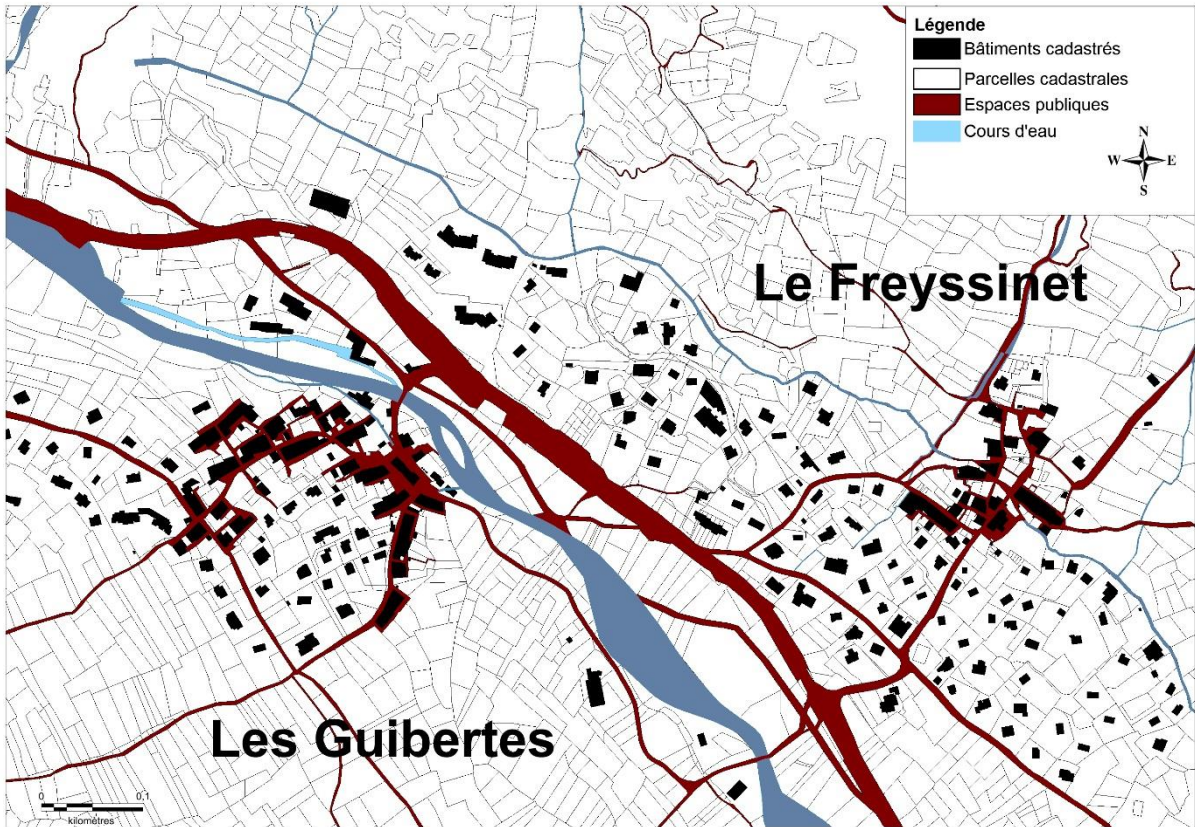 Légende
Bâtiments cadastrés
Parcelles cadastrales
Espaces publiques
Cours d'eau
N
W E
S
Le Freyssinet
Les Guibertes
0 0,1
kilomètres